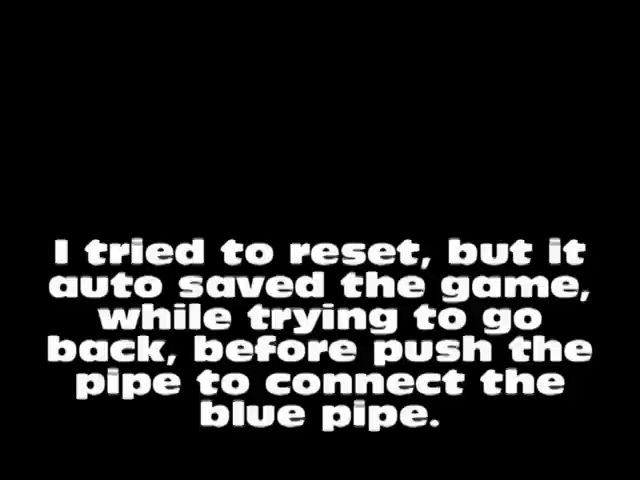 I tried to reset, but it
auto saved the game,
while trying to go
back, before push the
pipe to connect the
blue pipe.